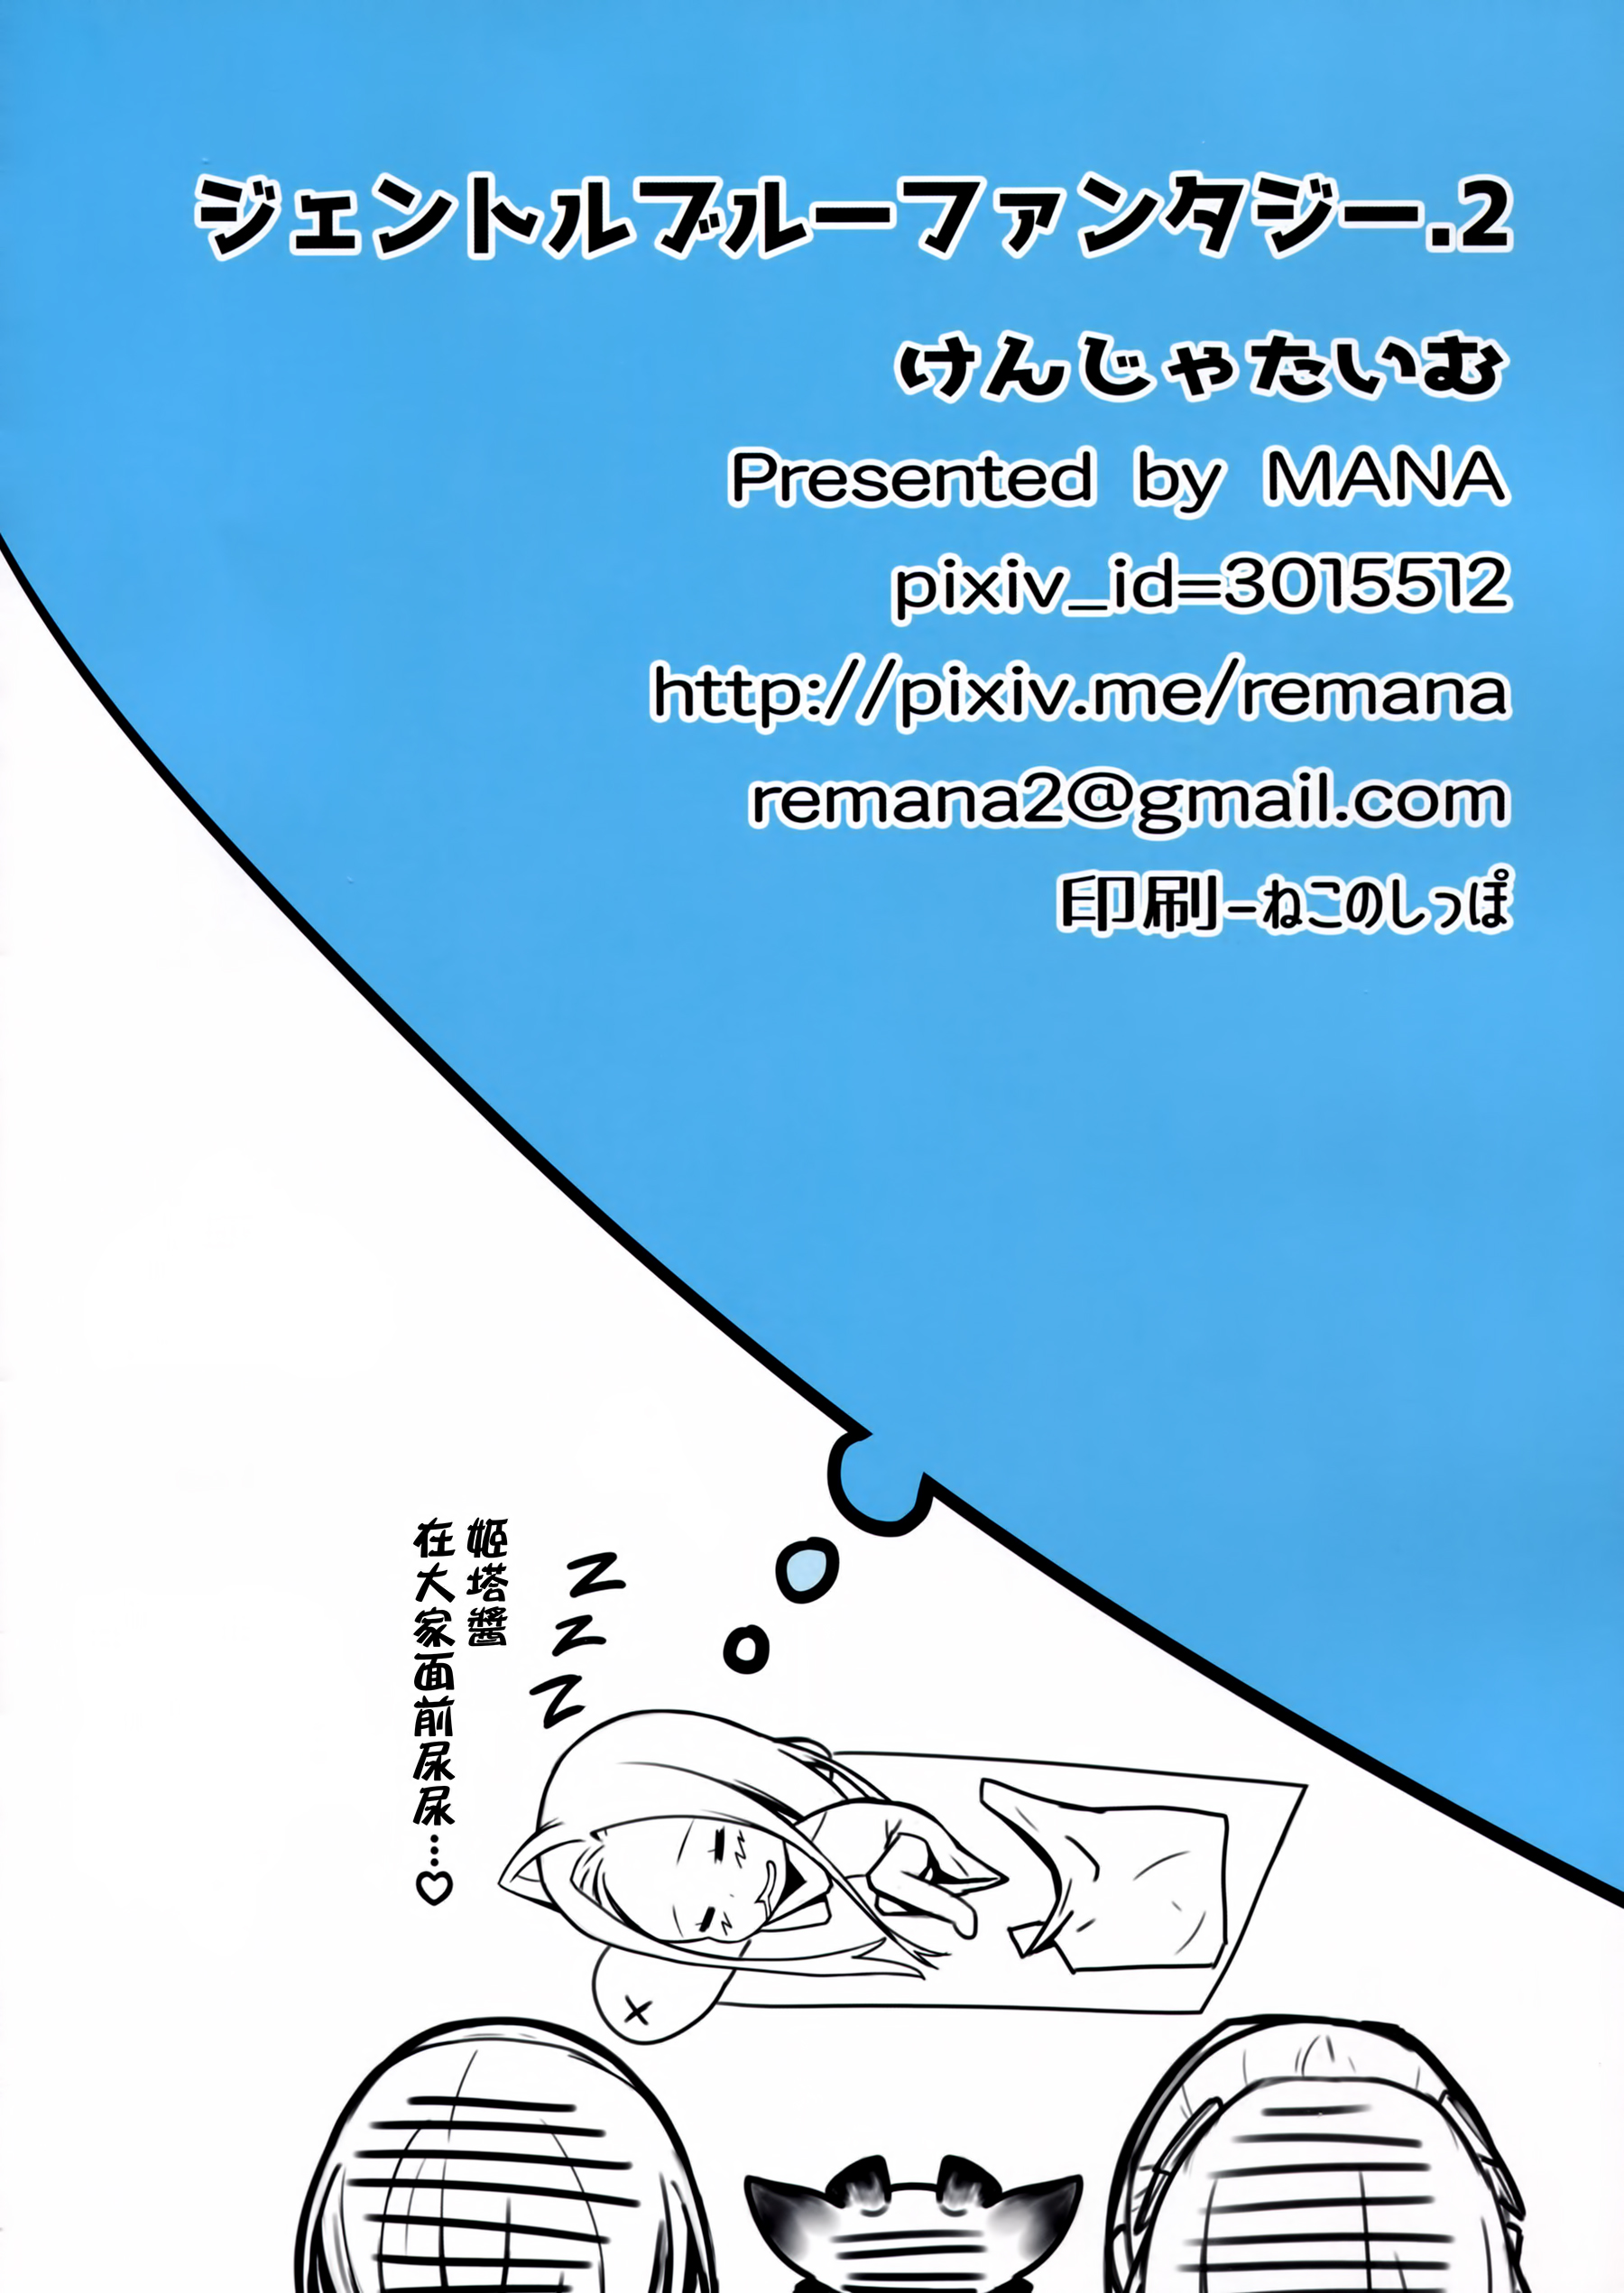 ジェントルブルーファンタジー.2
けんじゃたいむ
Presented by MANA
pixiv_id=3015512
http://pixiv.me/remana
remana2@gmail.com
印刷–ねこのしっぽ
姬塔醬
在大家面前尿尿……♡
Z
Z
Z